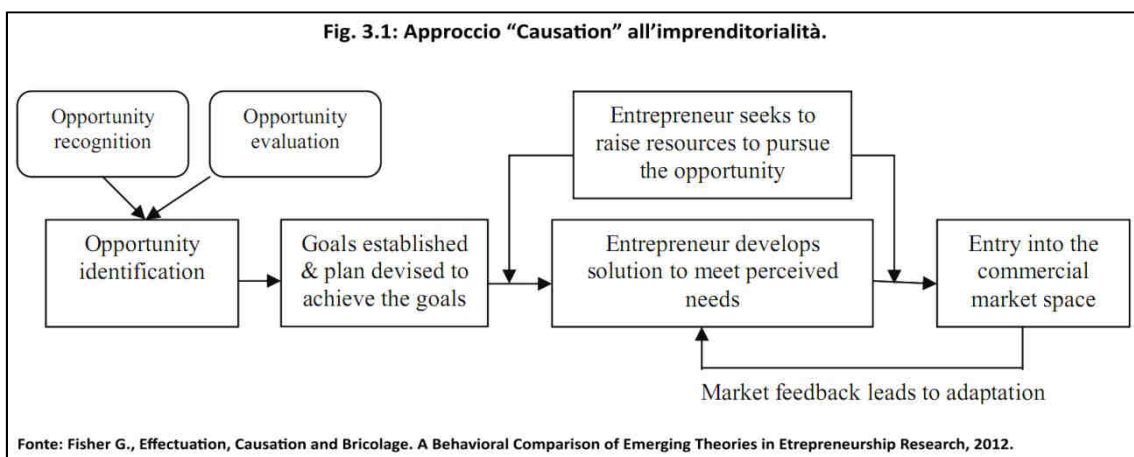 Fig. 3.1: Approccio “Causation” all’imprenditorialità.
Opportunity
recognition
Opportunity
evaluation
Entrepreneur seeks to
raise resources to pursue
the opportunity
Opportunity
identification
Goals established
& plan devised to
achieve the goals
Entrepreneur develops
solution to meet perceived
needs
Entry into the
commercial
market space
Market feedback leads to adaptation
Fonte: Fisher G., Effectuation, Causation and Bricolage. A Behavioral Comparison of Emerging Theories in Etrepreneurship Research, 2012.